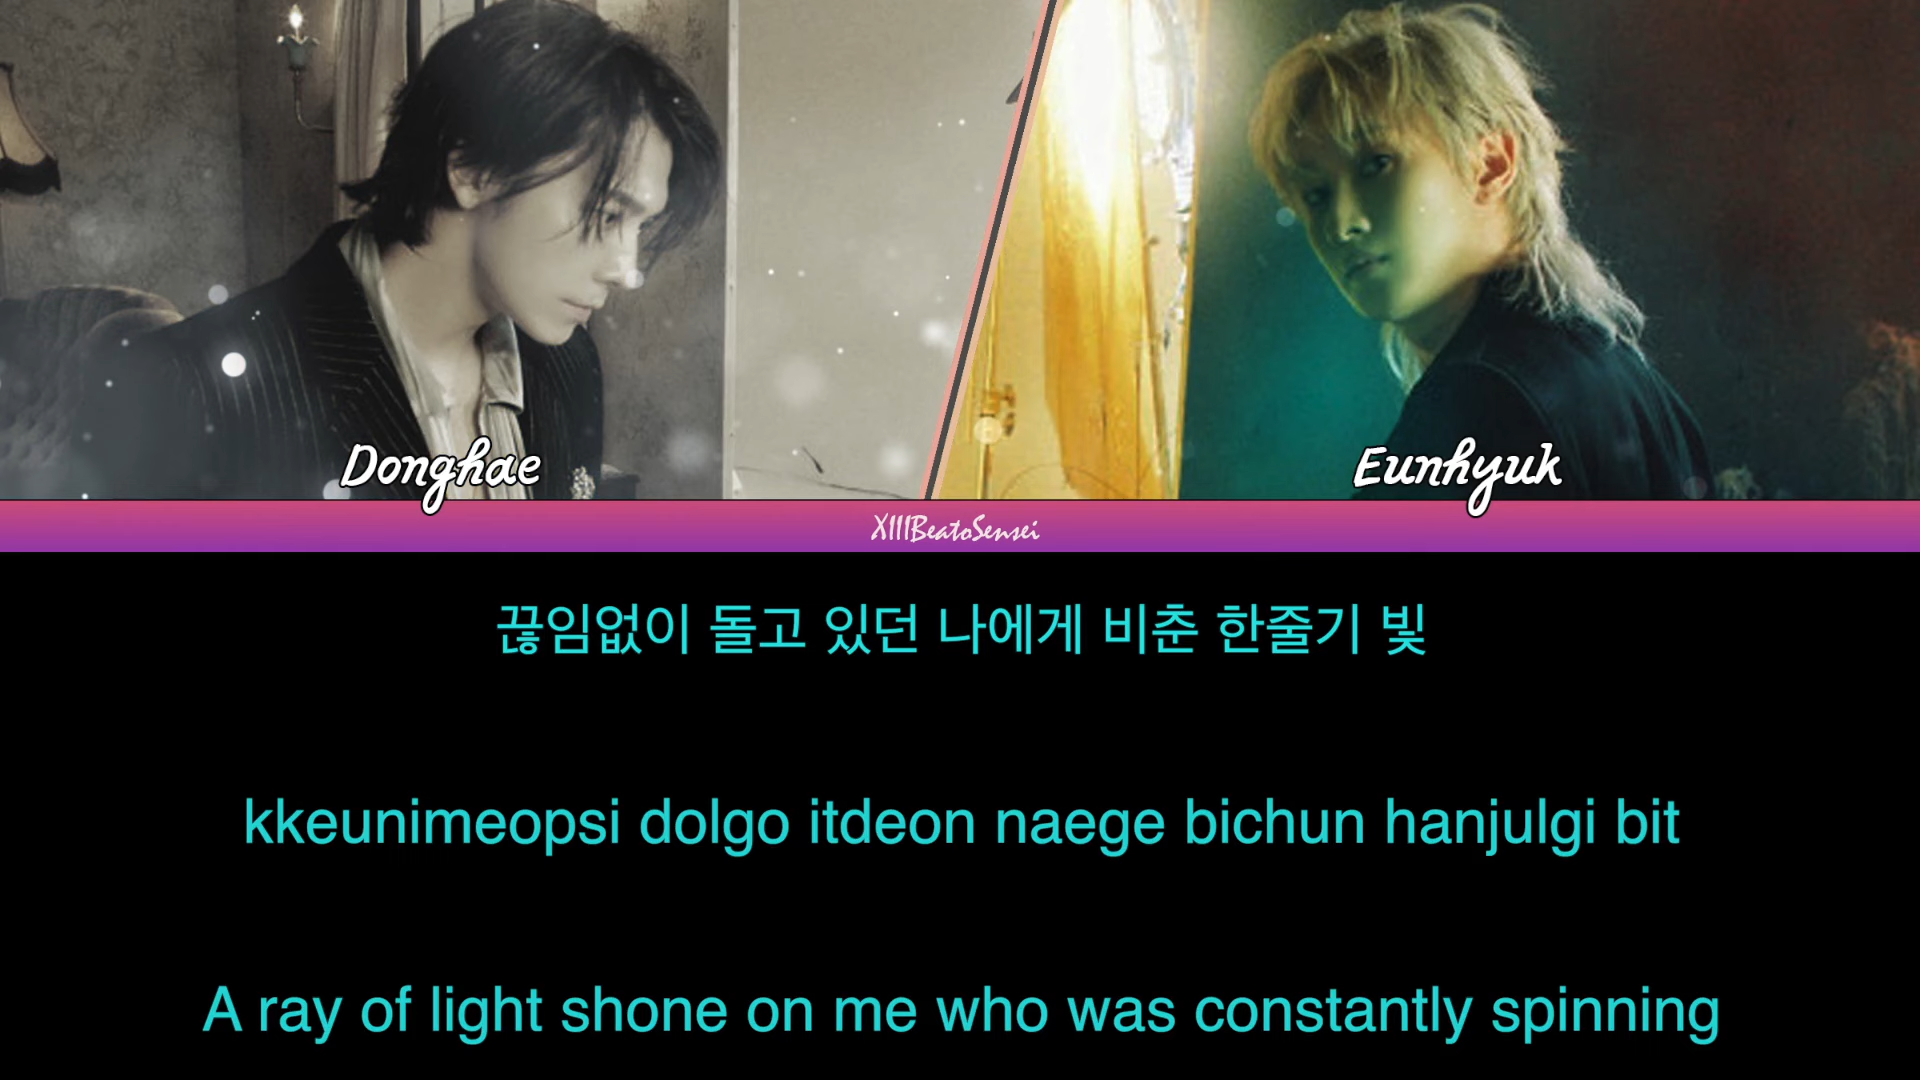 Donghae
Eunhyuk
XIIIBeatoSensei
끊임없이 돌고 있던 나에게 비춘 한줄기 빛
kkeunimeopsi dolgo itdeon naege bichun hanjulgi bit
A ray of light shone on me who was constantly spinning